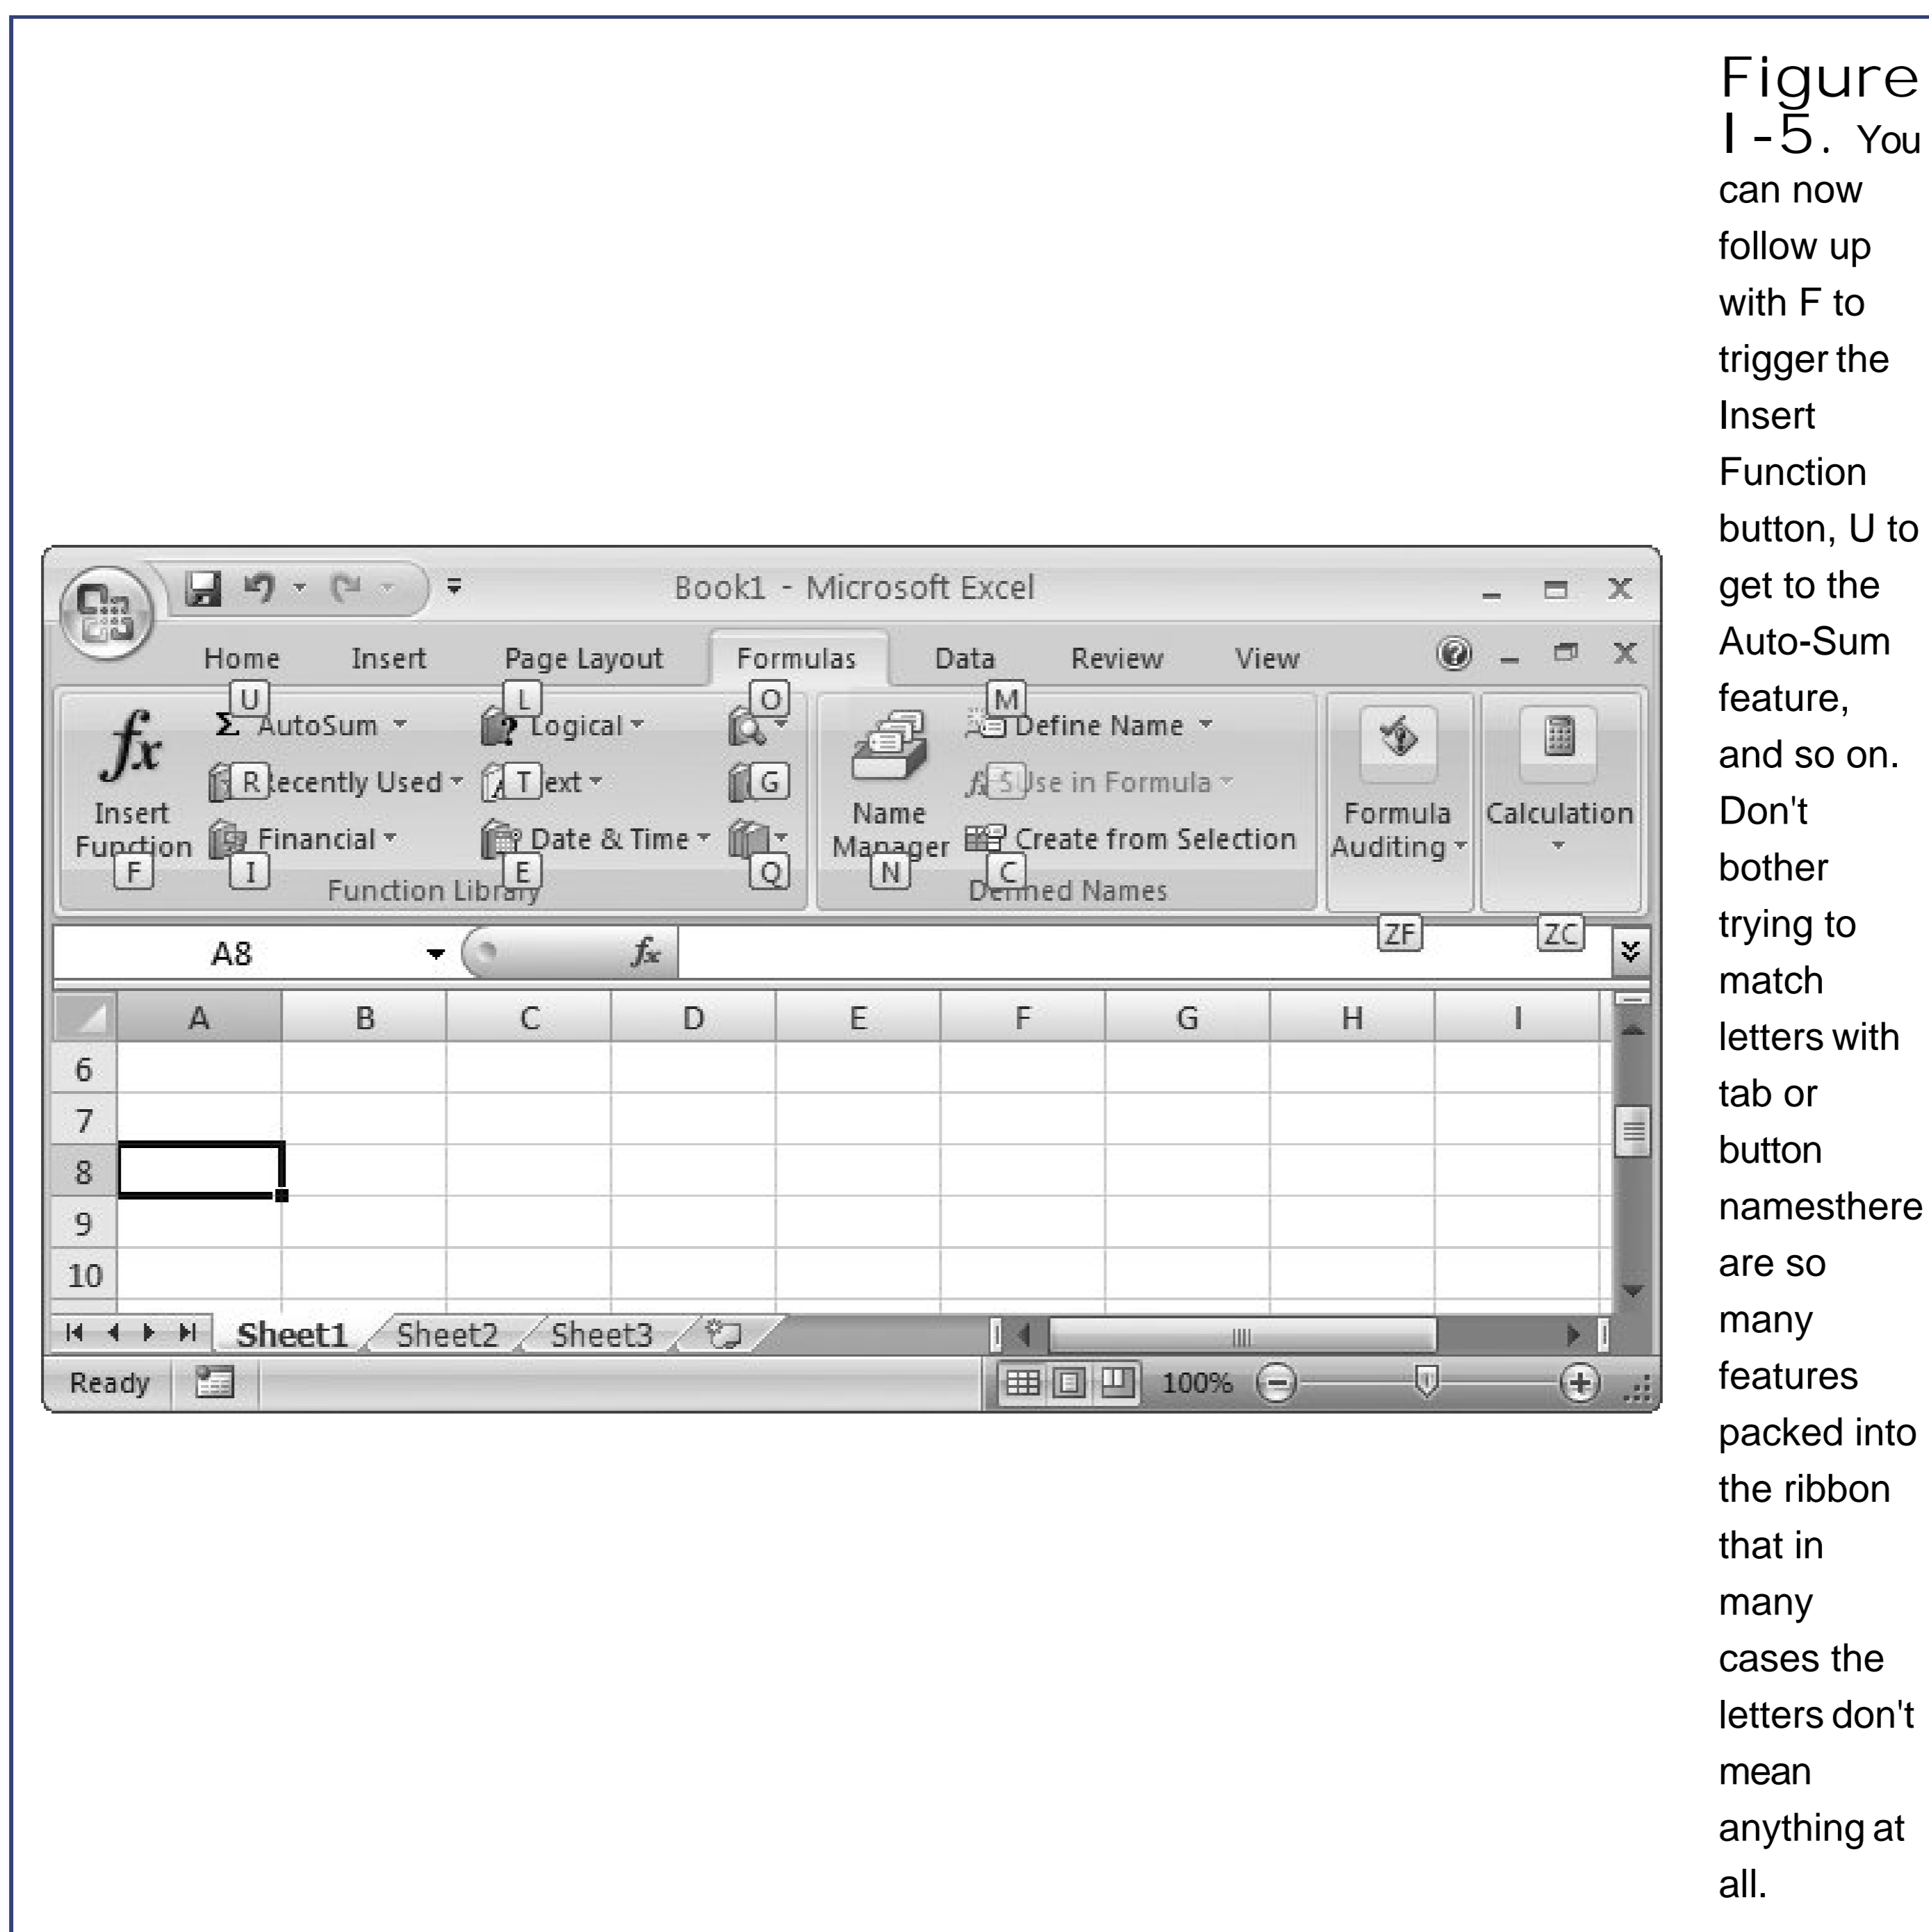 Book1 - Microsoft Excel
Home Insert Page Layout Formulas Data Review View
U L O M
AutoSum Logical Define Name
R ecently Used T ext G S Use in Formula
Insert Function
Financial Date & Time
Name Manager
Create from Selection
Formula Auditing
Calculation
F I E Q N C
Function Library Defined Names
ZF ZC
A8 fx
A B C D E F G H I
6
7
8
9
10
Sheet1 Sheet2 Sheet3
Ready 100%
Figure
I-5. You
can now
follow up
with F to
trigger the
Insert
Function
button, U to
get to the
Auto-Sum
feature,
and so on.
Don't
bother
trying to
match
letters with
tab or
button
namesthere
are so
many
features
packed into
the ribbon
that in
many
cases the
letters don't
mean
anything at
all.